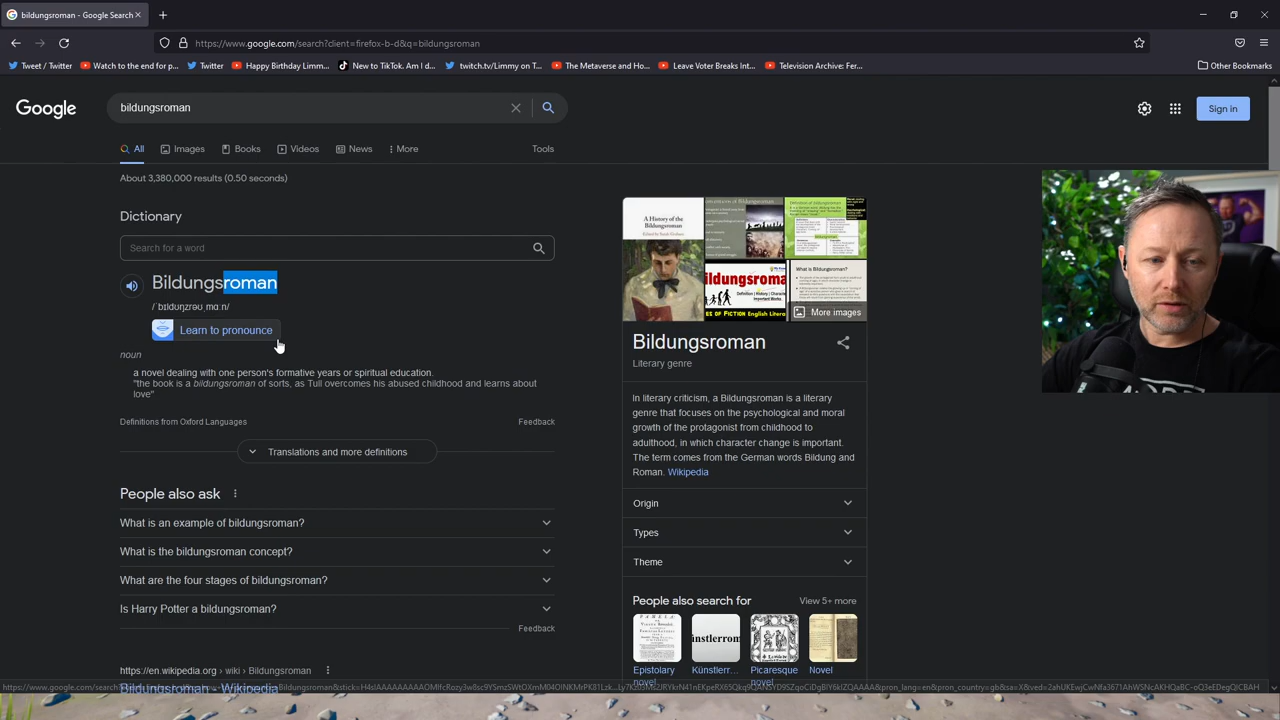 bildungsroman - Google Search
https://www.google.com/search?client=firefox-b-d&q=bildungsroman
Tweet / Twitter
Watch to the end for p...
Twitter
Happy Birthday Limm...
New to TikTok. Am I d...
twitch.tv/Limmy on T...
The Metaverse and Ho...
Leave Voter Breaks Int...
Television Archive: Fer...
Other Bookmarks
Google
bildungsroman
Sign in
All
Images
Books
Videos
News
More
Tools
About 3,380,000 results (0.50 seconds)
Dictionary
for a word
Bildungsroman
Learn to pronounce
noun
a novel dealing with one person's formative years or spiritual education.
"the book is a bildungsroman of sorts, as Tull overcomes his abused childhood and learns about
love"
Definitions from Oxford Languages
Feedback
Translations and more definitions
People also ask
What is an example of bildungsroman?
What is the bildungsroman concept?
What are the four stages of bildungsroman?
Is Harry Potter a bildungsroman?
Feedback
https://en.wikipedia.org › wiki › Bildungsroman
Bildungsroman - Wikipedia
A History of the
Bildungsroman
What is Bildungsroman?
More images
Bildungsroman
Literary genre
In literary criticism, a Bildungsroman is a literary
genre that focuses on the psychological and moral
growth of the protagonist from childhood to
adulthood, in which character change is important.
The term comes from the German words Bildung and
Roman. Wikipedia
Origin
Types
Theme
People also search for
View 5+ more
Epistolary
novel
Künstlerro...
Picaresque
novel
Novel